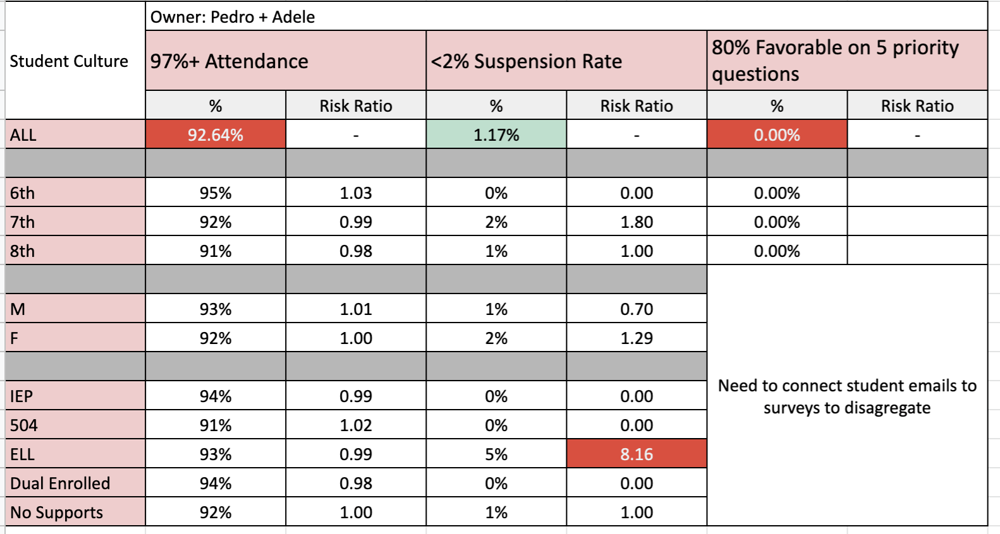 Owner: Pedro + Adele
Student Culture 97%+ Attendance <2% Suspension Rate 80% Favorable on 5 priority
questions
% Risk Ratio % Risk Ratio % Risk Ratio
ALL 92.64% - 1.17% - 0.00% -
6th 95% 1.03 0% 0.00 0.00%
7th 92% 0.99 2% 1.80 0.00%
8th 91% 0.98 1% 1.00 0.00%
M 93% 1.01 1% 0.70
F 92% 1.00 2% 1.29
IEP 94% 0.99 0% 0.00
504 91% 1.02 0% 0.00
ELL 93% 0.99 5% 8.16
Dual Enrolled 94% 0.98 0% 0.00
No Supports 92% 1.00 1% 1.00
Need to connect student emails to
surveys to disagregate